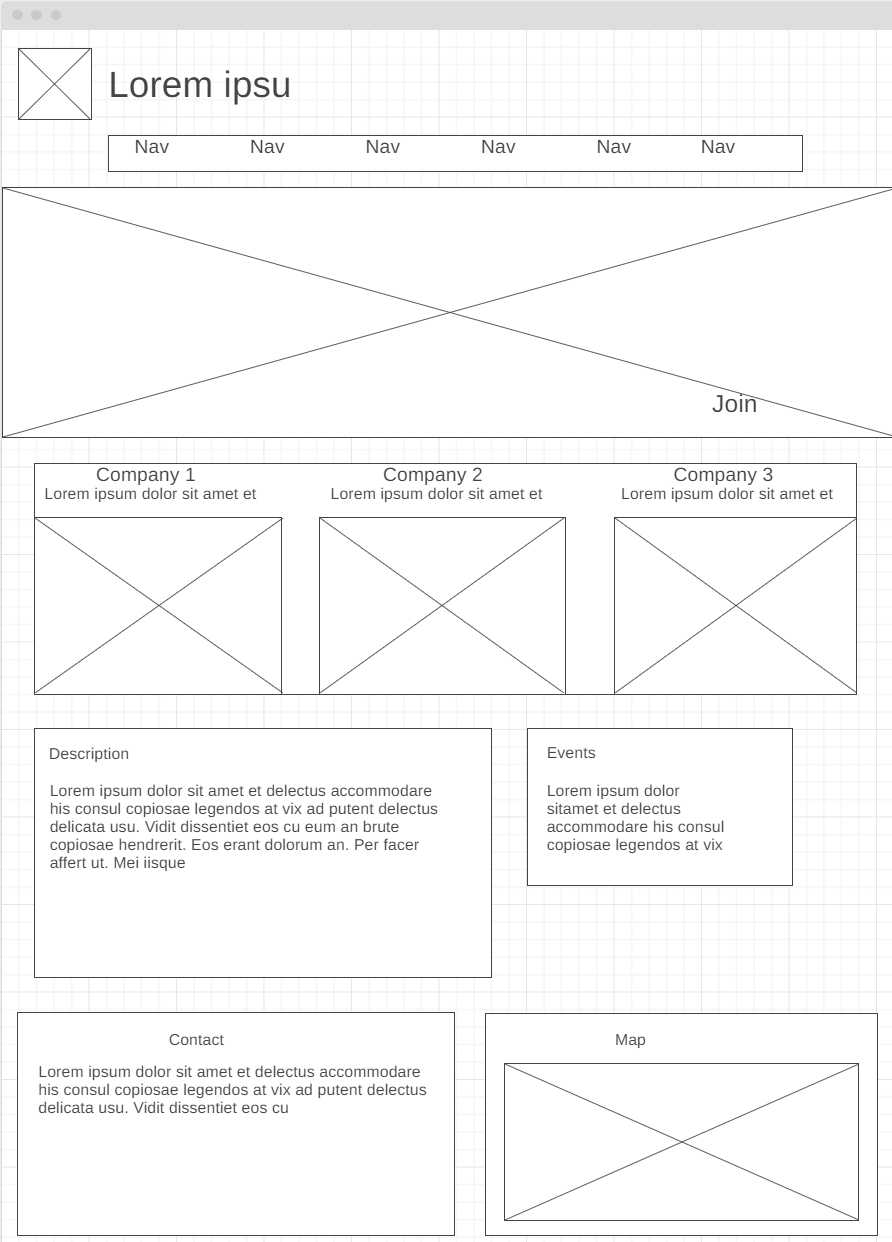 Lorem ipsu
Nav Nav Nav Nav Nav Nav
Join
Company 1
Lorem ipsum dolor sit amet et
Company 2
Lorem ipsum dolor sit amet et
Company 3
Lorem ipsum dolor sit amet et
Description
Lorem ipsum dolor sit amet et delectus accommodare
his consul copiosae legendos at vix ad putent delectus
delicata usu. Vidit dissentiet eos cu eum an brute
copiosae hendrerit. Eos erant dolorum an. Per facer
affert ut. Mei iisque
Events
Lorem ipsum dolor
sitamet et delectus
accommodare his consul
copiosae legendos at vix
Contact
Lorem ipsum dolor sit amet et delectus accommodare
his consul copiosae legendos at vix ad putent delectus
delicata usu. Vidit dissentiet eos cu
Map